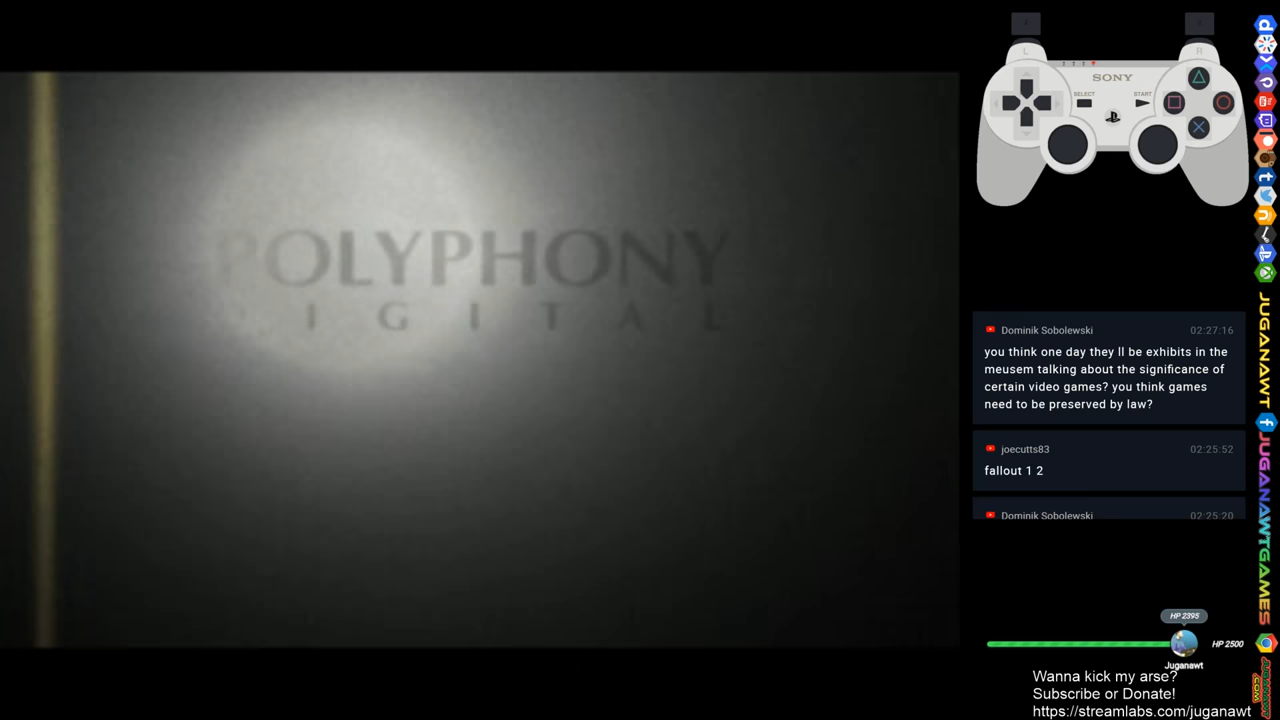 POLYPHONY
DIGITAL
L
R
SONY
SELECT
START
Dominik Sobolewski 02:27:16
you think one day they ll be exhibits in the
meusem talking about the significance of
certain video games? you think games
need to be preserved by law?
joecutts83 02:25:52
fallout 1 2
Dominik Sobolewski 02:25:20
HP 2395
HP 2500
Juganawt
Wanna kick my arse?
Subscribe or Donate!
https://streamlabs.com/juganawt
JUGANAWT
JUGANAWTGAMES
JUGANAWT
.COM